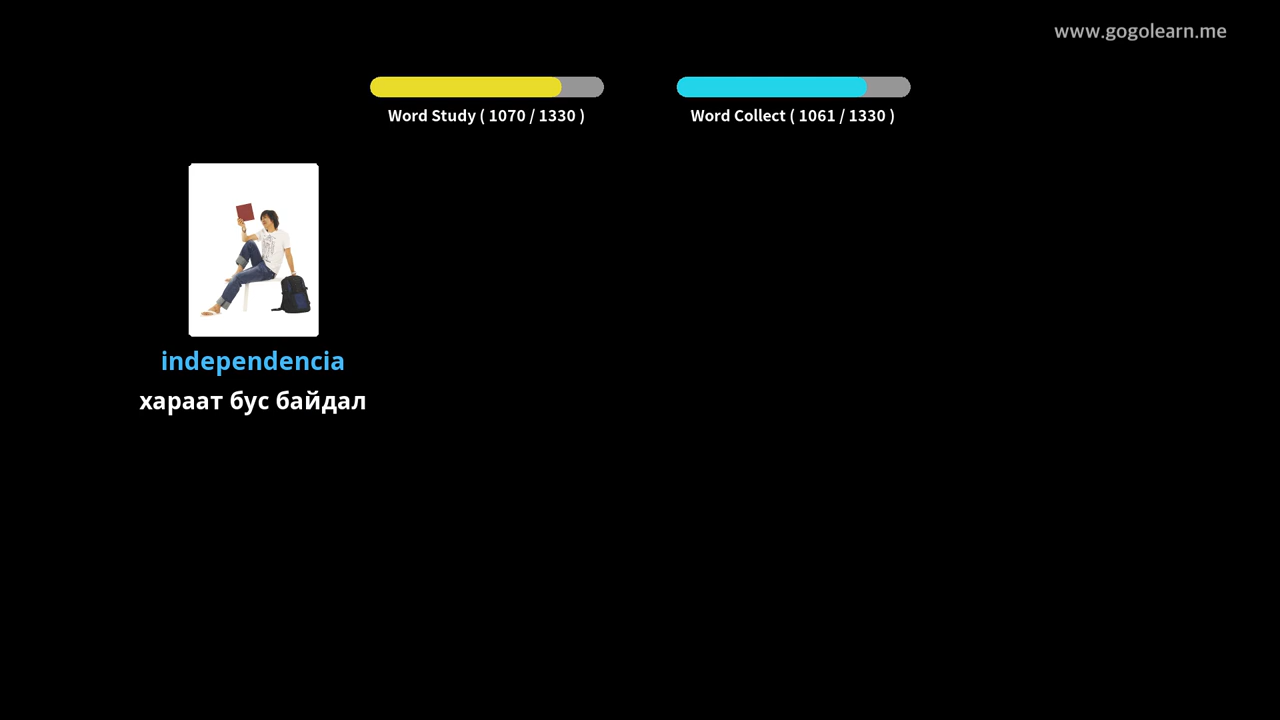 www.gogolearn.me
Word Study ( 1070 / 1330 )
Word Collect ( 1061 / 1330 )
independencia
хараат бус байдал